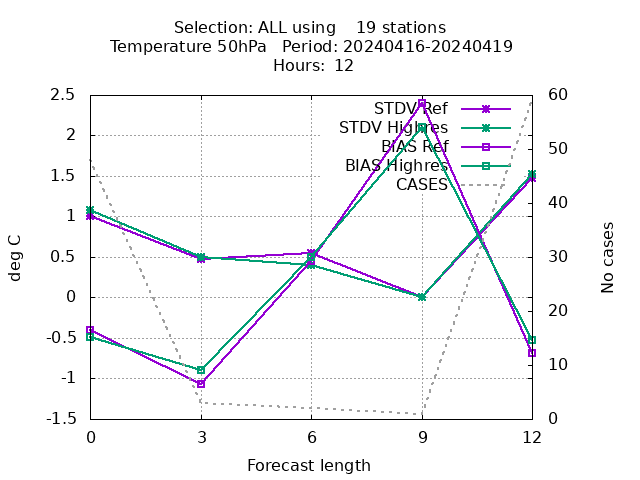 Selection: ALL using    19 stations
Temperature 50hPa   Period: 20240416-20240419
Hours: 12
STDV Ref
STDV Highres
BIAS Ref
BIAS Highres
CASES
2.5
2
1.5
1
0.5
0
-0.5
-1
-1.5
60
50
40
30
20
10
0
0 3 6 9 12
deg C
No cases
Forecast length